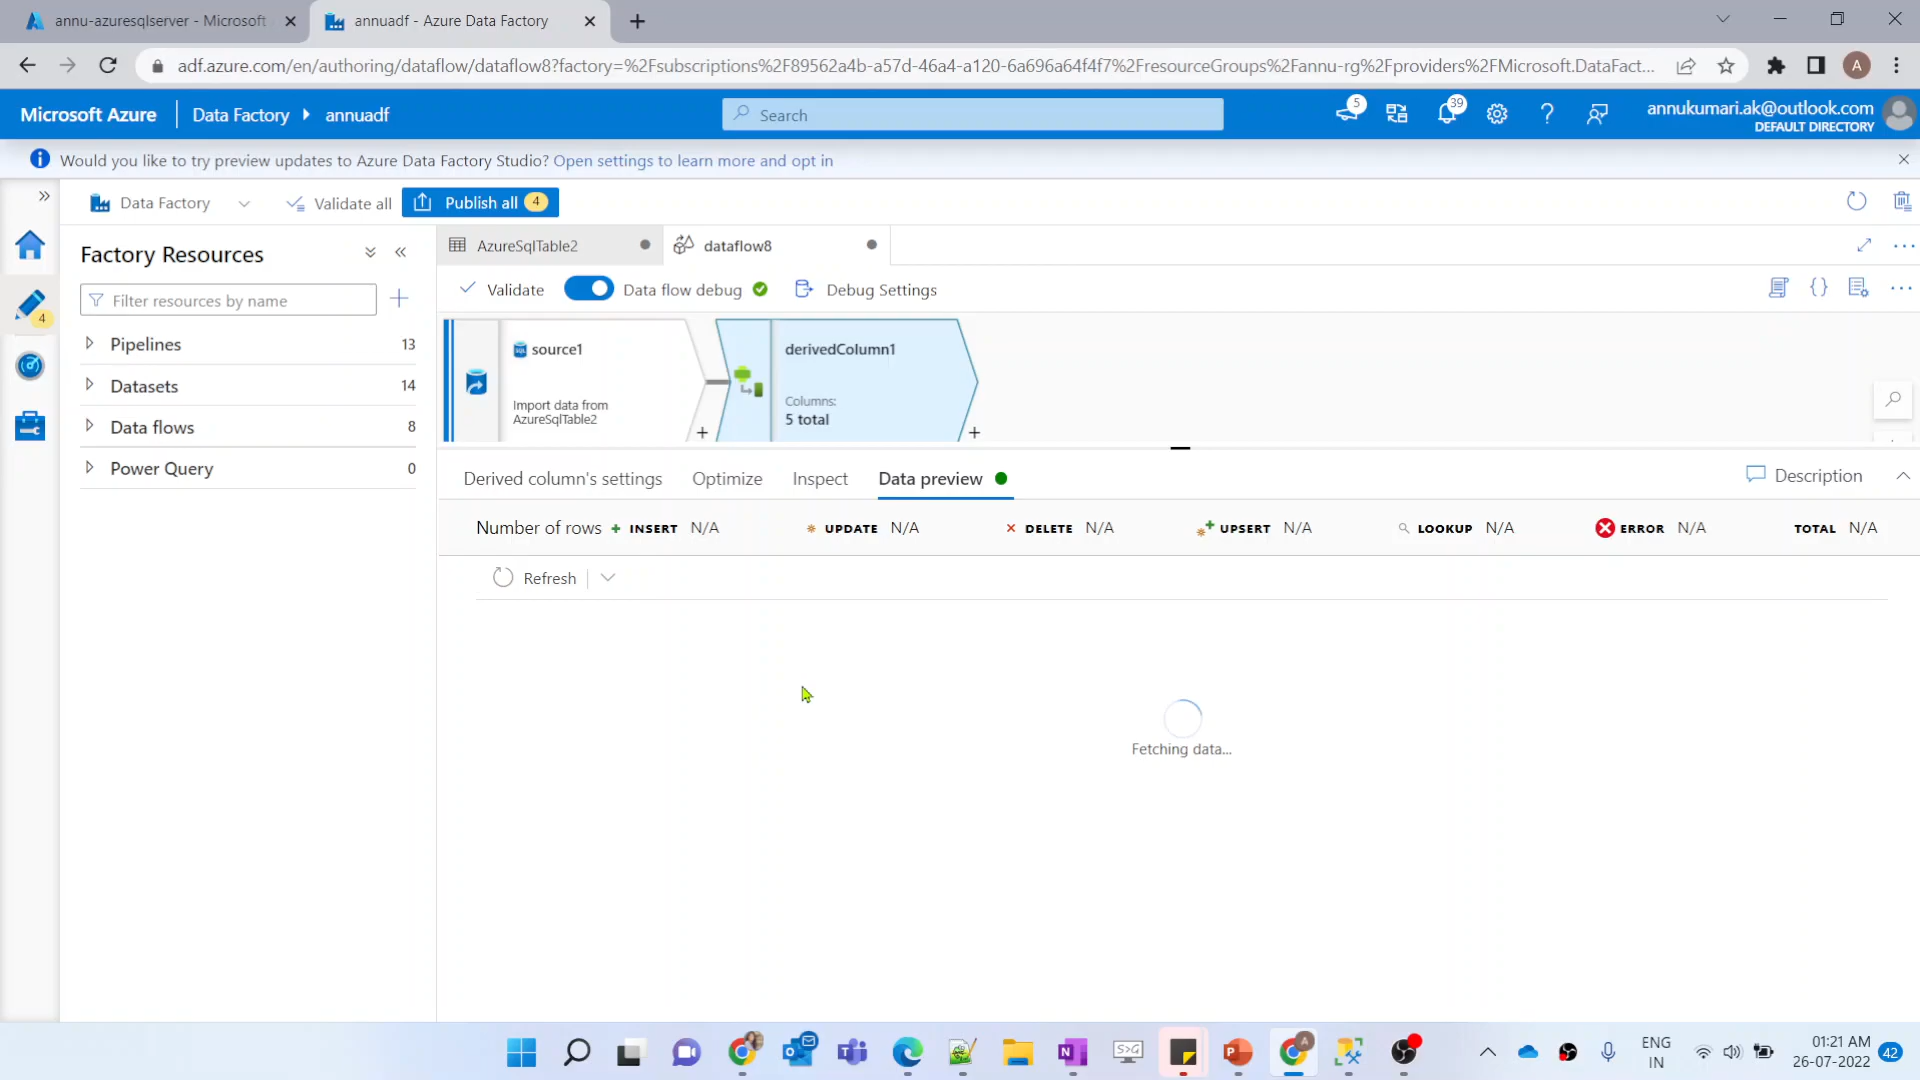 annu-azuresqlserver - Microsoft
annuadf - Azure Data Factory
adf.azure.com/en/authoring/dataflow/dataflow8?factory=%2Fsubscriptions%2F89562a4b-a57d-46a4-a120-6a696a64f4f7%2FresourceGroups%2Fannu-rg%2Fproviders%2FMicrosoft.DataFact...
A
Microsoft Azure
Data Factory
annuadf
Search
5
39
annukumari.ak@outlook.com
DEFAULT DIRECTORY
Would you like to try preview updates to Azure Data Factory Studio? Open settings to learn more and opt in
Data Factory
Validate all
Publish all
4
Factory Resources
AzureSqlTable2
dataflow8
Filter resources by name
Validate
Data flow debug
Debug Settings
4
Pipelines
13
Datasets
14
Data flows
8
Power Query
0
source1
Import data from
AzureSqlTable2
derivedColumn1
Columns:
5 total
Derived column's settings
Optimize
Inspect
Data preview
Description
Number of rows
INSERT N/A
UPDATE N/A
DELETE N/A
UPSERT N/A
LOOKUP N/A
ERROR N/A
TOTAL N/A
Refresh
Fetching data...
ENG
IN
01:21 AM
26-07-2022
42